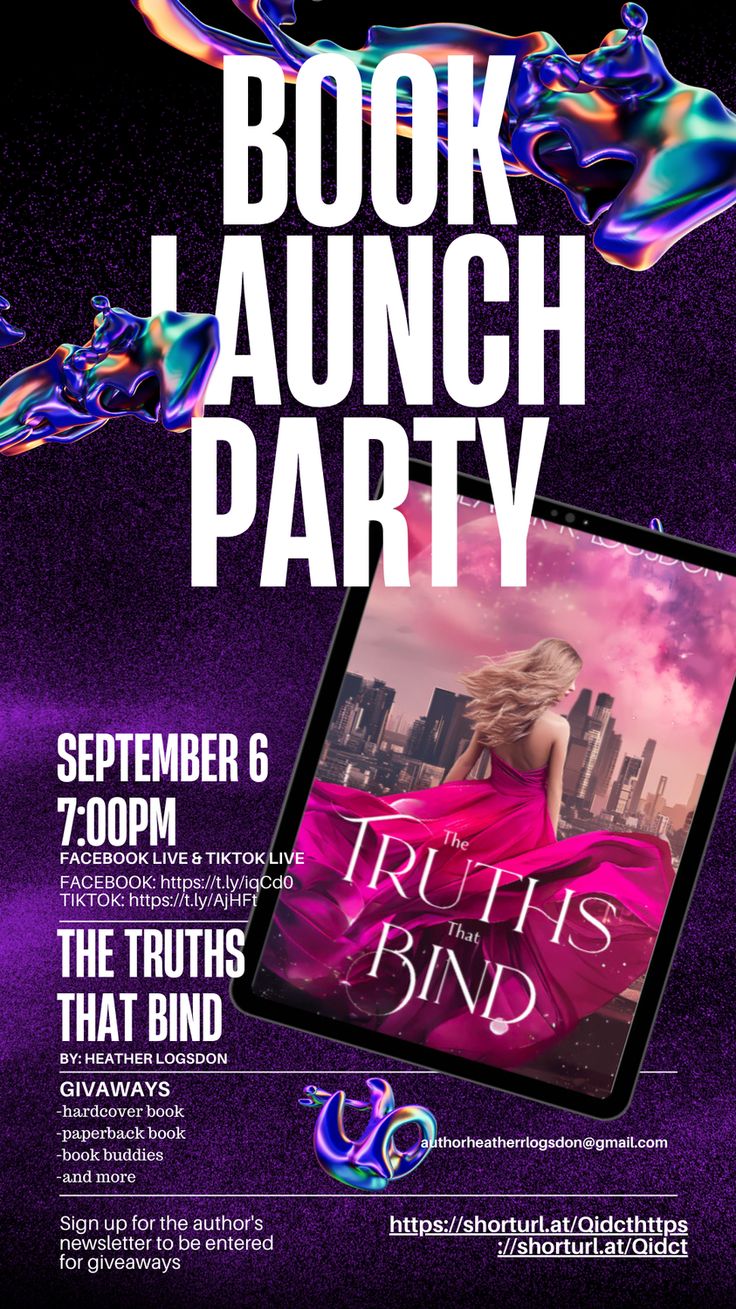 BOOK
LAUNCH
PARTY
R. LOGSDON
The
TRUTHS
That
BIND
SEPTEMBER 6
7:00PM
FACEBOOK LIVE & TIKTOK LIVE
FACEBOOK: https://t.ly/iqCd0
TIKTOK: https://t.ly/AjHFt
THE TRUTHS
THAT BIND
BY: HEATHER LOGSDON
GIVAWAYS
-hardcover book
-paperback book
-book buddies
-and more
authorheatherrlogsdon@gmail.com
Sign up for the author's
newsletter to be entered
for giveaways
https://shorturl.at/Qidcthttps
://shorturl.at/Qidct